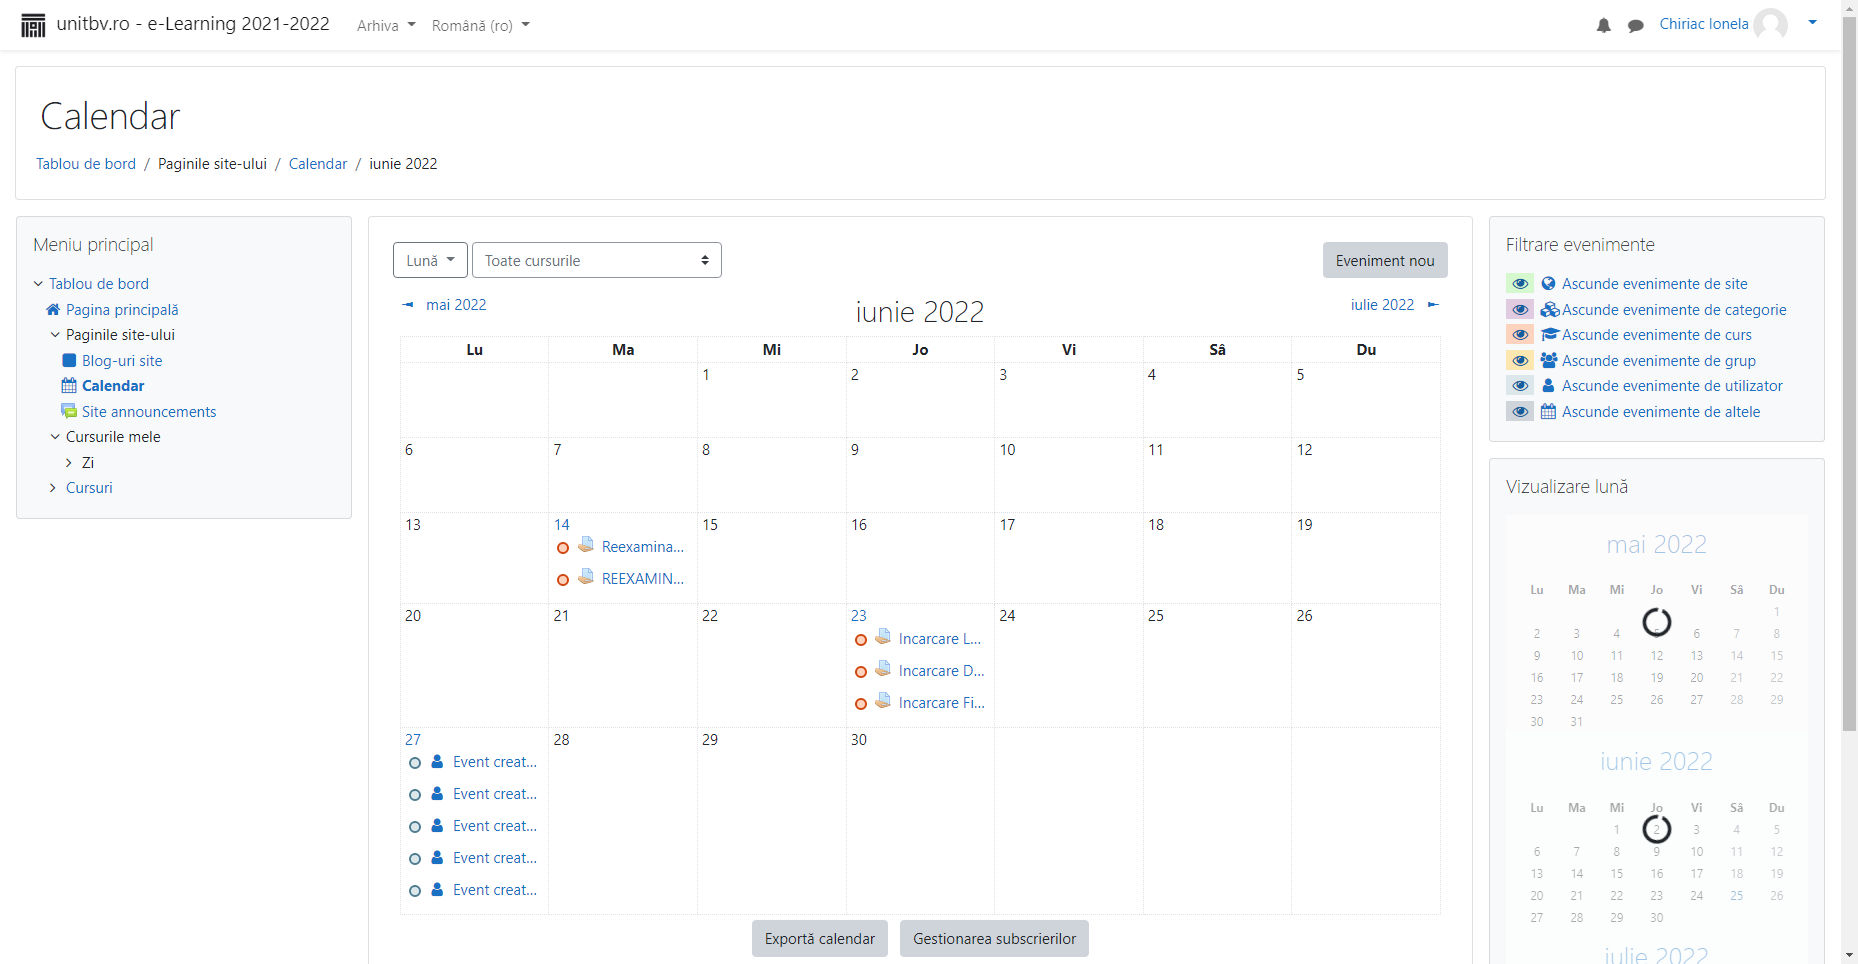 unitbv.ro - e-Learning 2021-2022 Arhiva Română (ro) Chiriac Ionela
Calendar
Tablou de bord / Paginile site-ului / Calendar / iunie 2022
Meniu principal
Tablou de bord
Pagina principală
Paginile site-ului
Blog-uri site
Calendar
Site announcements
Cursurile mele
Zi
Cursuri
Lună Toate cursurile Eveniment nou
mai 2022 iunie 2022 iulie 2022
Lu Ma Mi Jo Vi Sâ Du
1 2 3 4 5
6 7 8 9 10 11 12
13 14 15 16 17 18 19
Reexamina...
REEXAMIN...
20 21 22 23 24 25 26
Incarcare L...
Incarcare D...
Incarcare Fi...
27 28 29 30
Event creat...
Event creat...
Event creat...
Event creat...
Event creat...
Exportă calendar Gestionarea subscrierilor
Filtrare evenimente
Ascunde evenimente de site
Ascunde evenimente de categorie
Ascunde evenimente de curs
Ascunde evenimente de grup
Ascunde evenimente de utilizator
Ascunde evenimente de altele
Vizualizare lună
mai 2022
Lu Ma Mi Jo Vi Sâ Du
1
2 3 4 5 6 7 8
9 10 11 12 13 14 15
16 17 18 19 20 21 22
23 24 25 26 27 28 29
30 31
iunie 2022
Lu Ma Mi Jo Vi Sâ Du
1 2 3 4 5
6 7 8 9 10 11 12
13 14 15 16 17 18 19
20 21 22 23 24 25 26
27 28 29 30
iulie 2022